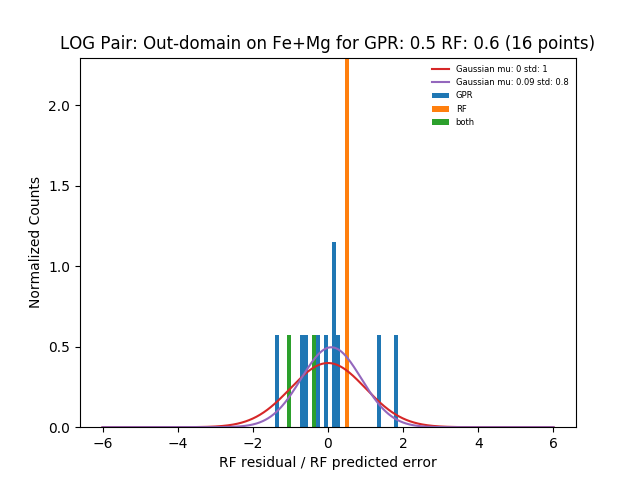 LOG Pair: Out-domain on Fe+Mg for GPR: 0.5 RF: 0.6 (16 points)
Gaussian mu: 0 std: 1
Gaussian mu: 0.09 std: 0.8
GPR
RF
both
2.0
1.5
1.0
0.5
0.0
Normalized Counts
−6 −4 −2 0 2 4 6
RF residual / RF predicted error